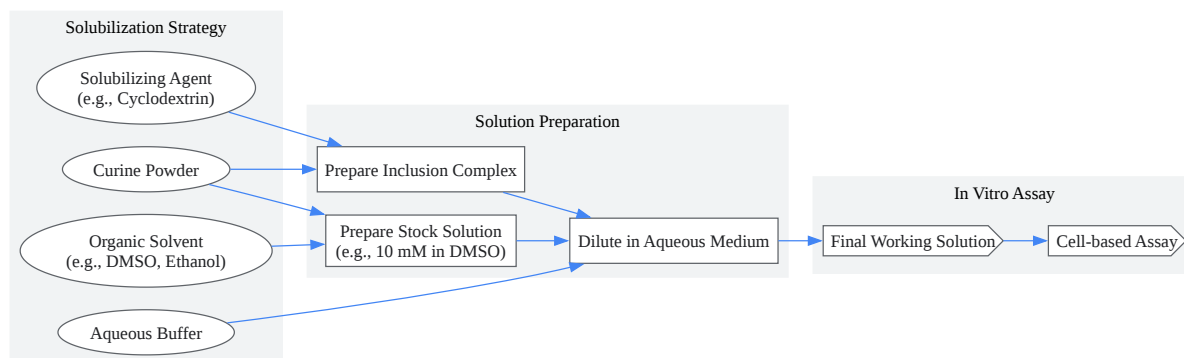 Solubilization Strategy
Solubilizing Agent
(e.g., Cyclodextrin)
Curine Powder
Organic Solvent
(e.g., DMSO, Ethanol)
Aqueous Buffer
Solution Preparation
Prepare Inclusion Complex
Prepare Stock Solution
(e.g., 10 mM in DMSO)
Dilute in Aqueous Medium
In Vitro Assay
Final Working Solution
Cell-based Assay